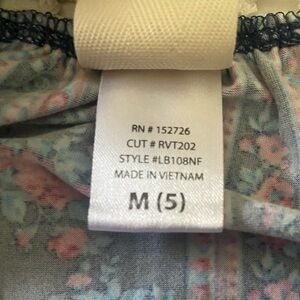 RN # 152726
CUT # RVT202
STYLE #LB108NF
MADE IN VIETNAM
M (5)